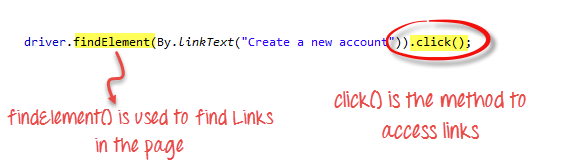 driver.findElement(By.linkText("Create a new account")).click();
findElement() is used to find Links
in the page
click() is the method to
access links